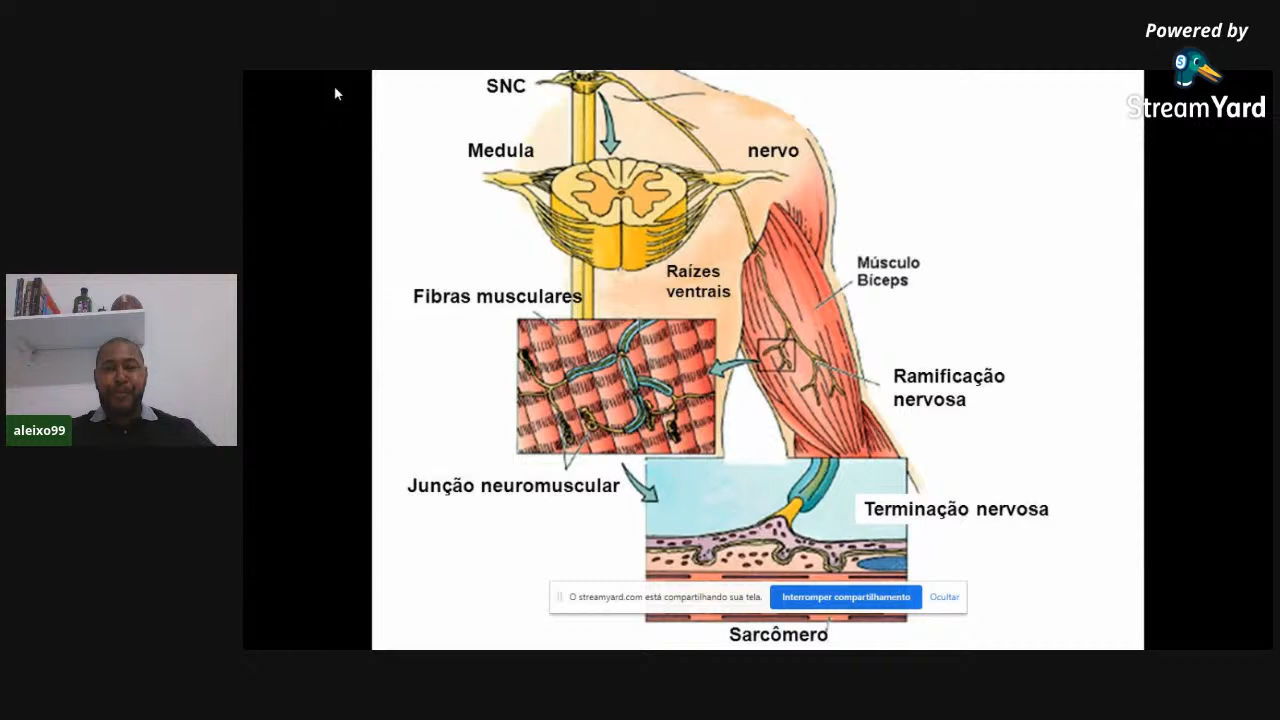 Powered by
StreamYard
SNC
Medula
nervo
Raízes
ventrais
Músculo
Bíceps
Fibras musculares
Ramificação
nervosa
Junção neuromuscular
Terminação nervosa
aleixo99
O streamyard.com está compartilhando sua tela.
Interromper compartilhamento
Ocultar
Sarcômero